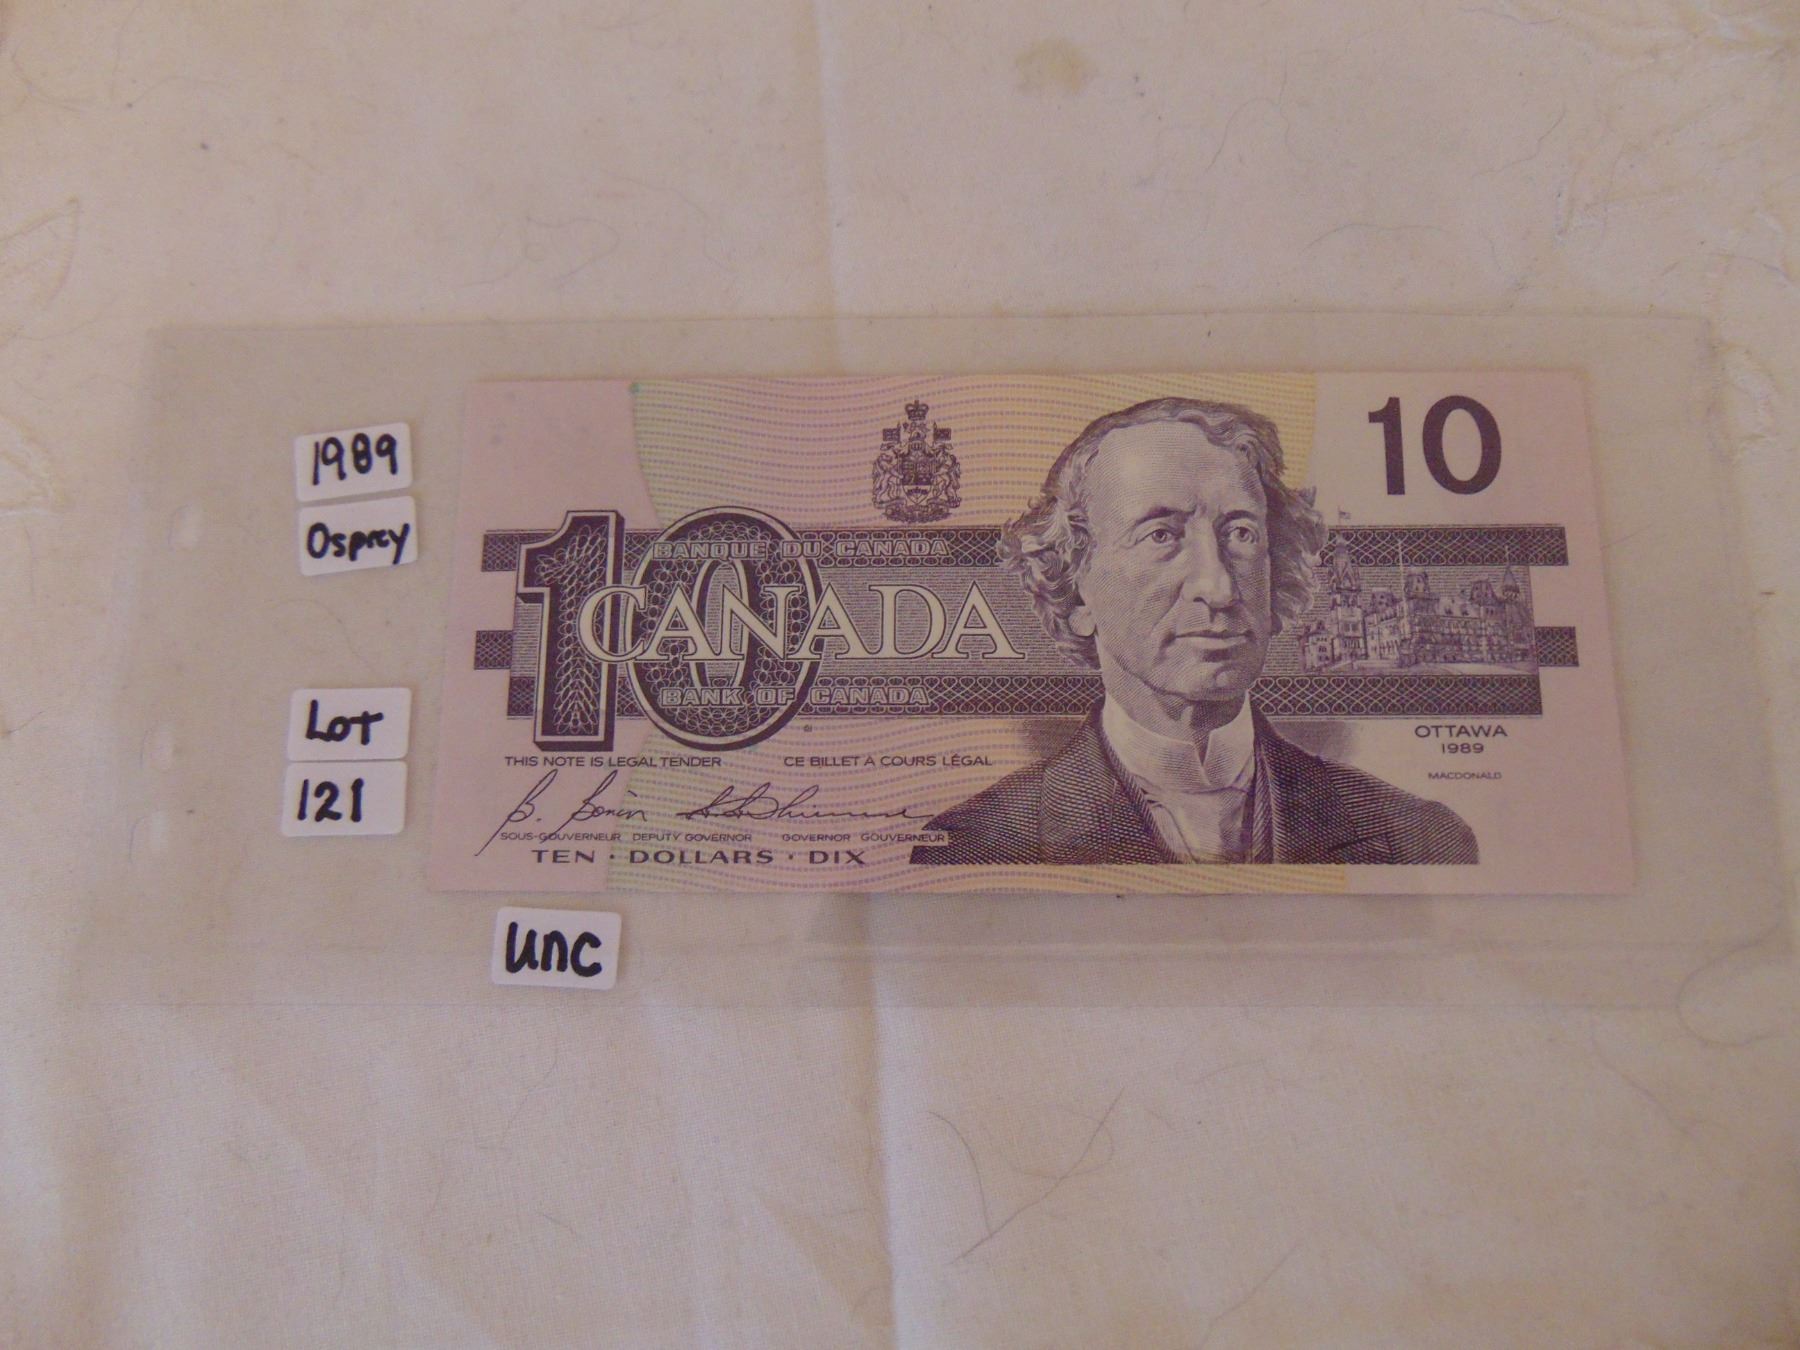 1989
Osprey
Lot
121
unc
10
10
BANQUE DU CANADA
CANADA
BANK OF CANADA
OTTAWA
1989
MACDONALD
THIS NOTE IS LEGAL TENDER CE BILLET A COURS LÉGAL
SOUS-GOUVERNEUR DEPUTY GOVERNOR GOVERNOR GOUVERNEUR
TEN · DOLLARS · DIX